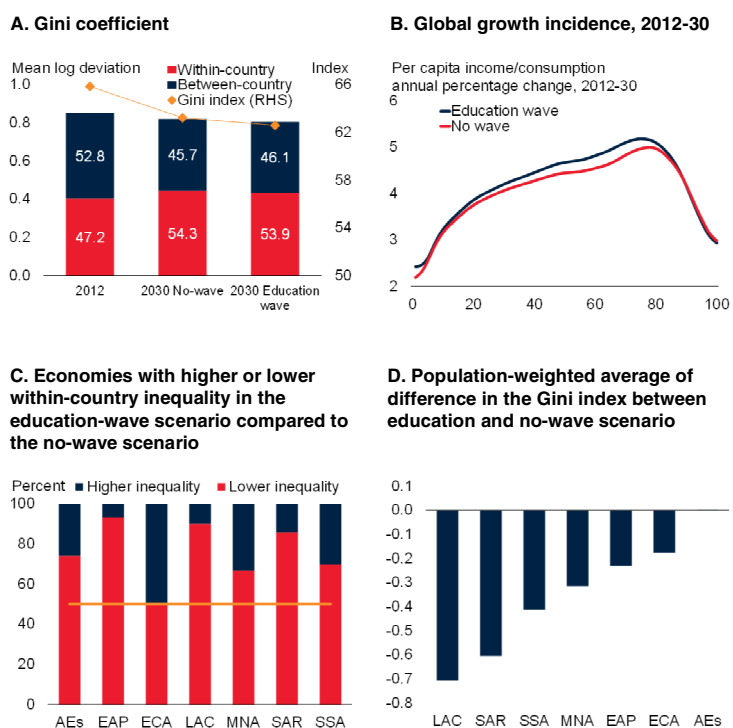 A. Gini coefficient
Mean log deviation
Within-country
Between-country
Gini index (RHS)
Index
1.0
0.8
0.6
0.4
0.2
0.0
66
62
58
54
50
52.8
45.7
46.1
47.2
54.3
53.9
2012
2030 No-wave
2030 Education
wave
B. Global growth incidence, 2012-30
Per capita income/consumption
annual percentage change, 2012-30
6
5
4
3
2
Education wave
No wave
0
20
40
60
80
100
C. Economies with higher or lower
within-country inequality in the
education-wave scenario compared to
the no-wave scenario
Percent
Higher inequality
Lower inequality
100
80
60
40
20
0
AEs
EAP
ECA
LAC
MNA
SAR
SSA
D. Population-weighted average of
difference in the Gini index between
education and no-wave scenario
0.1
0.0
-0.1
-0.2
-0.3
-0.4
-0.5
-0.6
-0.7
-0.8
LAC
SAR
SSA
MNA
EAP
ECA
AEs